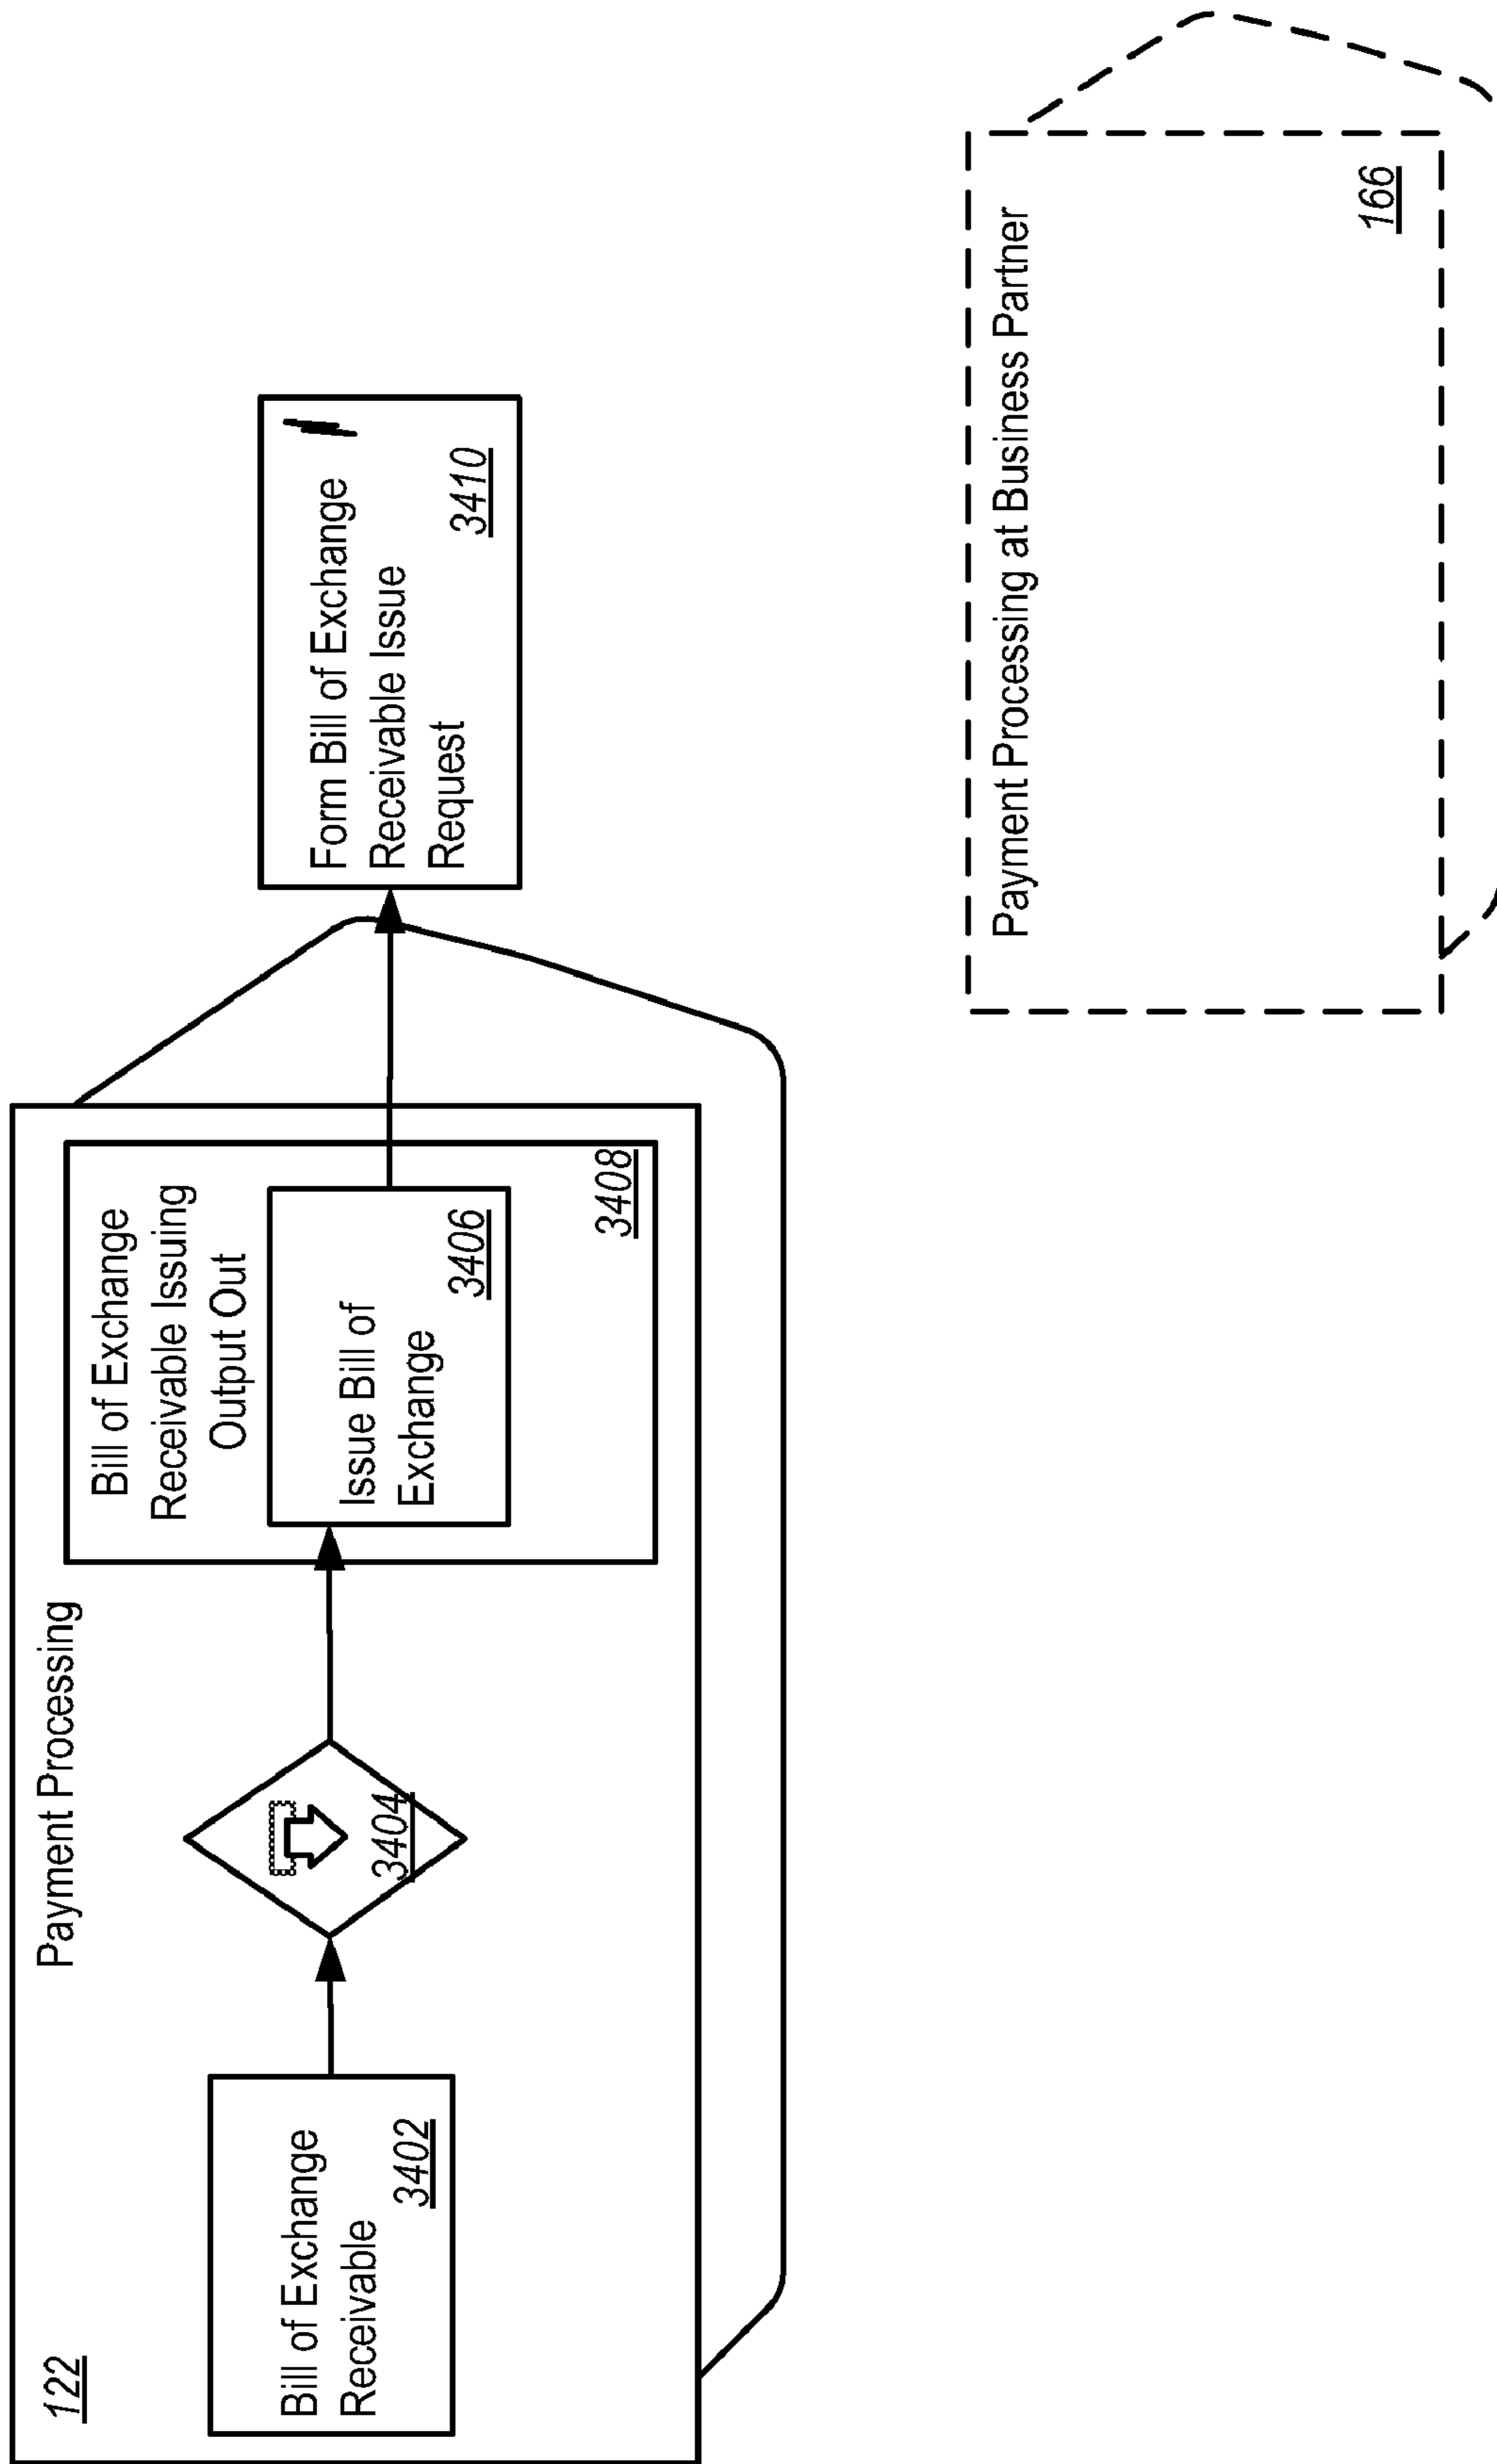 122
Payment Processing
Bill of Exchange
Receivable
3402
3404
Bill of Exchange
Receivable Issuing
Output Out
Issue Bill of
Exchange
3406
3408
Form Bill of Exchange
Receivable Issue
Request
3410
Payment Processing at Business Partner
166